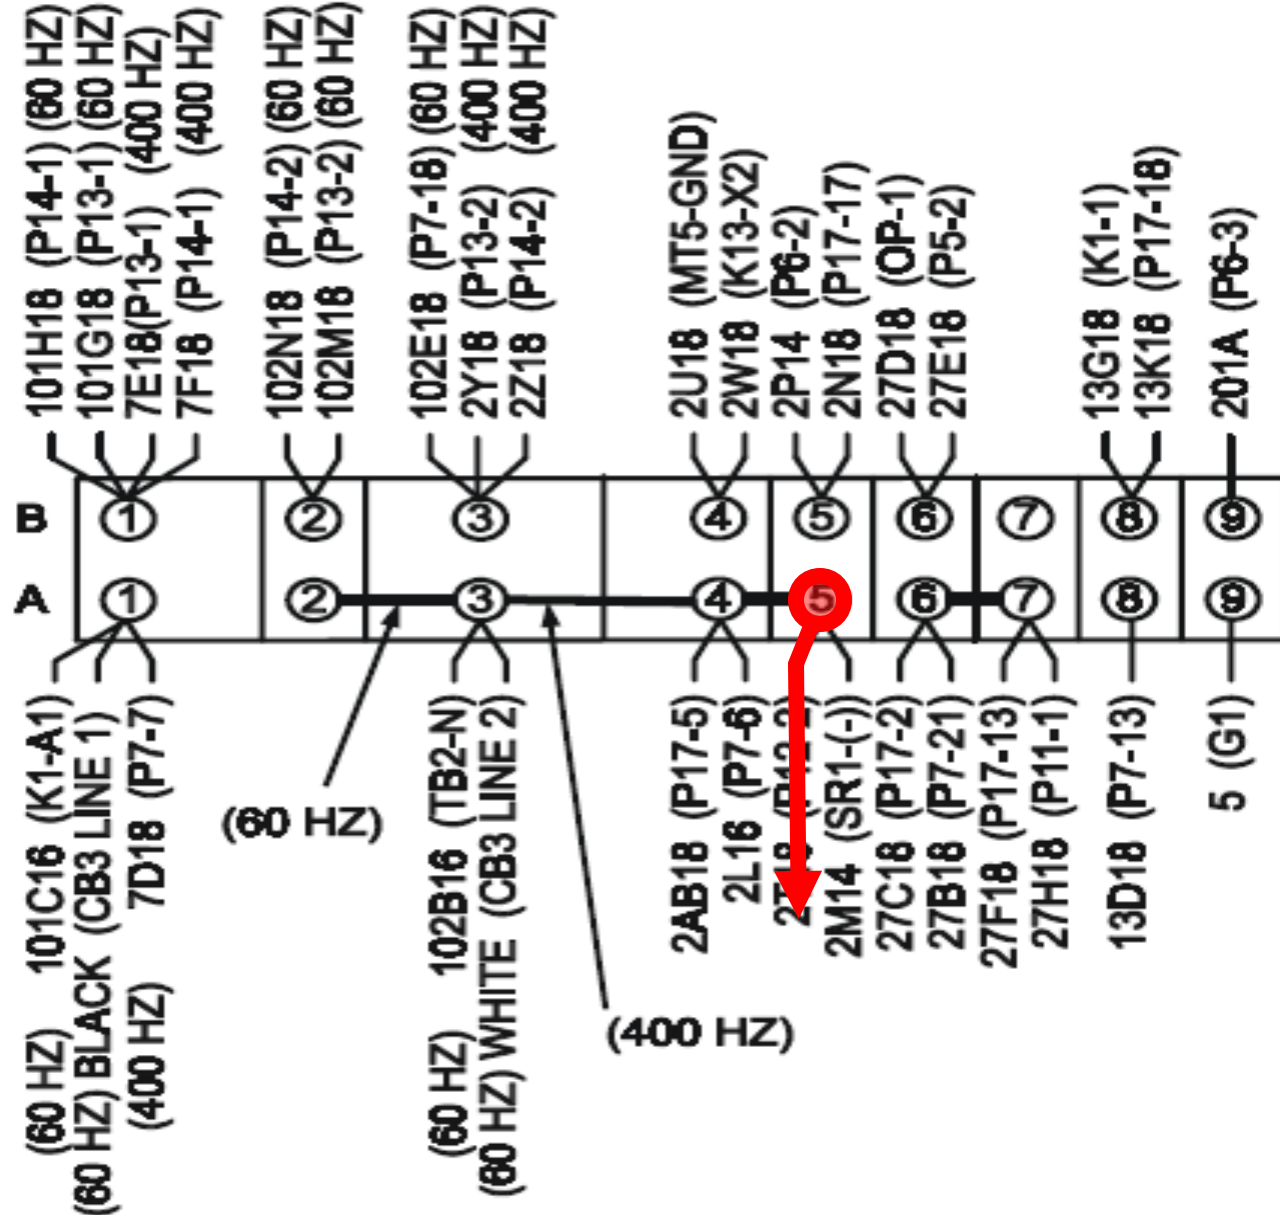 101H18 (P14-1) (60 HZ)
101G18 (P13-1) (60 HZ)
7E18(P13-1) (400 HZ)
7F18 (P14-1) (400 HZ)
102N18 (P14-2) (60 HZ)
102M18 (P13-2) (60 HZ)
102E18 (P7-18) (60 HZ)
2Y18 (P13-2) (400 HZ)
2Z18 (P14-2) (400 HZ)
2U18 (MT5-GND)
2W18 (K13-X2)
2P14 (P6-2)
2N18 (P17-17)
27D18 (OP-1)
27E18 (P5-2)
13G18 (K1-1)
13K18 (P17-18)
201A (P6-3)
B 1 2 3 4 5 6 7 8 9
A 1 2 3 4 5 6 7 8 9
(60 HZ) 101C16 (K1-A1)
(60 HZ) BLACK (CB3 LINE 1)
(400 HZ) 7D18 (P7-7)
(60 HZ)
(60 HZ) 102B16 (TB2-N)
(60 HZ) WHITE (CB3 LINE 2)
(400 HZ)
2AB18 (P17-5)
2L16 (P7-6)
2M14 (SR1-(-)
27C18 (P17-2)
27B18 (P7-21)
27F18 (P17-13)
27H18 (P11-1)
13D18 (P7-13)
5 (G1)